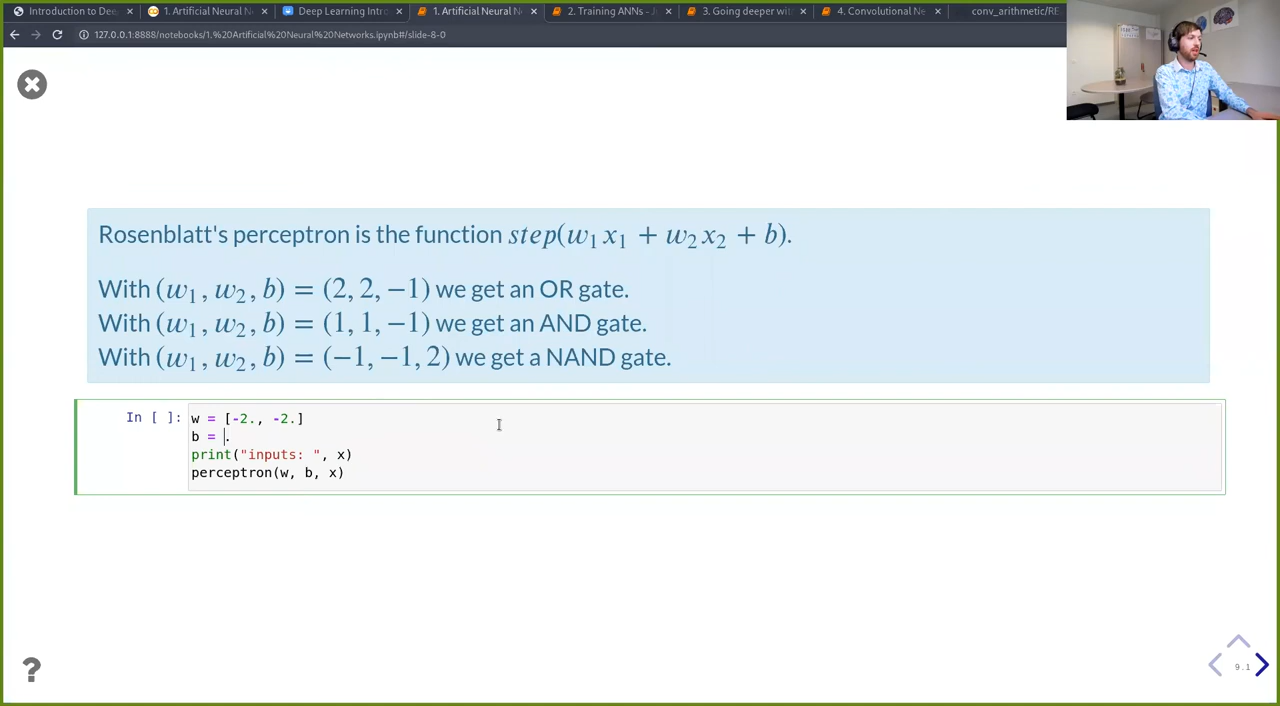 Introduction to Dee
1. Artificial Neural N
Deep Learning Intro
1. Artificial Neural N
2. Training ANNs - J
3. Going deeper with
4. Convolutional Ne
conv_arithmetic/RE
127.0.0.1:8888/notebooks/1.%20Artificial%20Neural%20Networks.ipynb#/slide-8-0
Rosenblatt's perceptron is the function step(w₁x₁ + w₂x₂ + b).
With (w₁, w₂, b) = (2, 2, −1) we get an OR gate.
With (w₁, w₂, b) = (1, 1, −1) we get an AND gate.
With (w₁, w₂, b) = (−1, −1, 2) we get a NAND gate.
In [ ]:
w = [-2., -2.]
b = .
print("inputs: ", x)
perceptron(w, b, x)
?
9.1